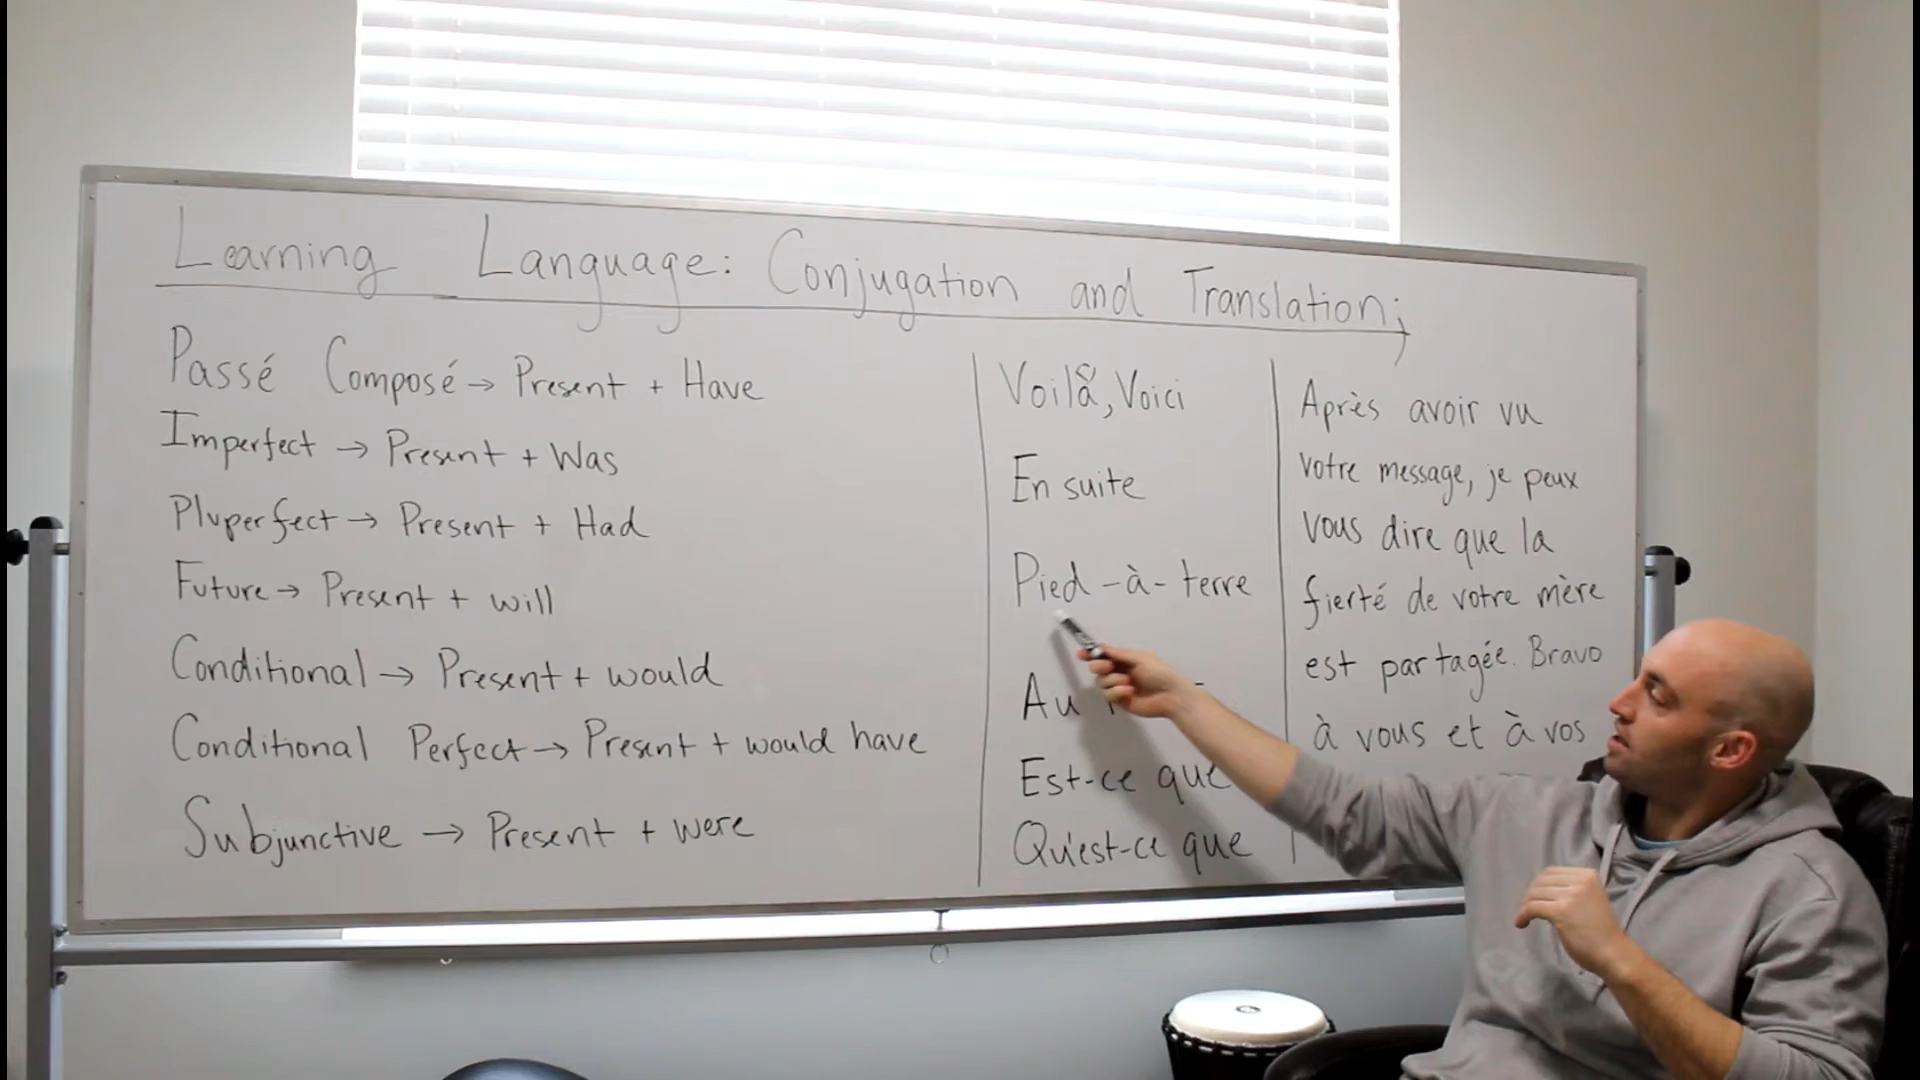 Learning Language: Conjugation and Translation;
Passé Composé → Present + Have
Imperfect → Present + Was
Pluperfect → Present + Had
Future → Present + will
Conditional → Present + would
Conditional Perfect → Present + would have
Subjunctive → Present + were
Voilà, Voici
En suite
Pied-à-terre
Au
Est-ce que
Qu'est-ce que
Après avoir vu
votre message, je peux
vous dire que la
fierté de votre mère
est partagée. Bravo
à vous et à vos